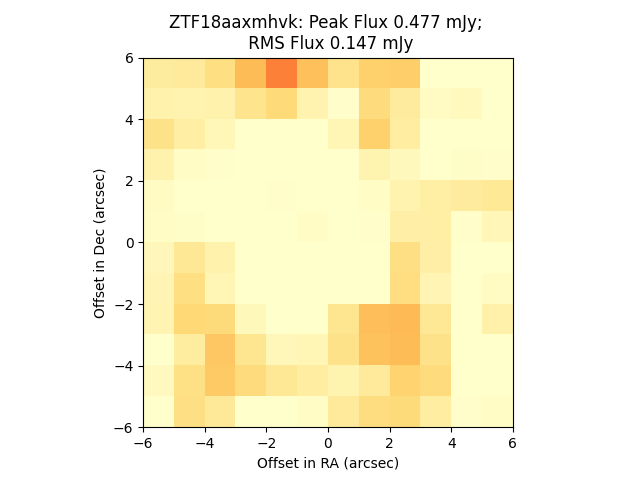 ZTF18aaxmhvk: Peak Flux 0.477 mJy;
RMS Flux 0.147 mJy
6
4
2
0
−2
−4
−6
Offset in Dec (arcsec)
−6 −4 −2 0 2 4 6
Offset in RA (arcsec)